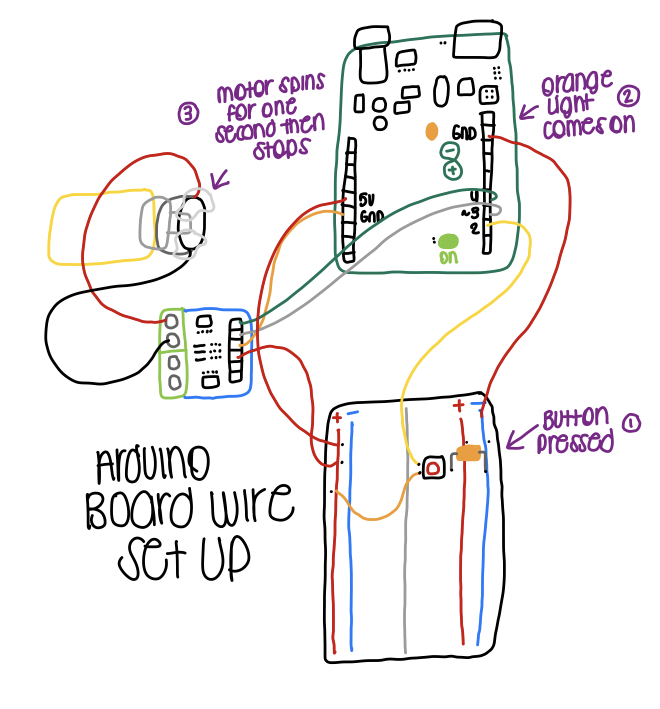 ③ motor spins
for one
second then
stops
orange
light ②
comes on
GND
−
+
5V
GND
4
~3
2
ON
+ −
+ −
Button ①
pressed
Arduino
Board wire
set up